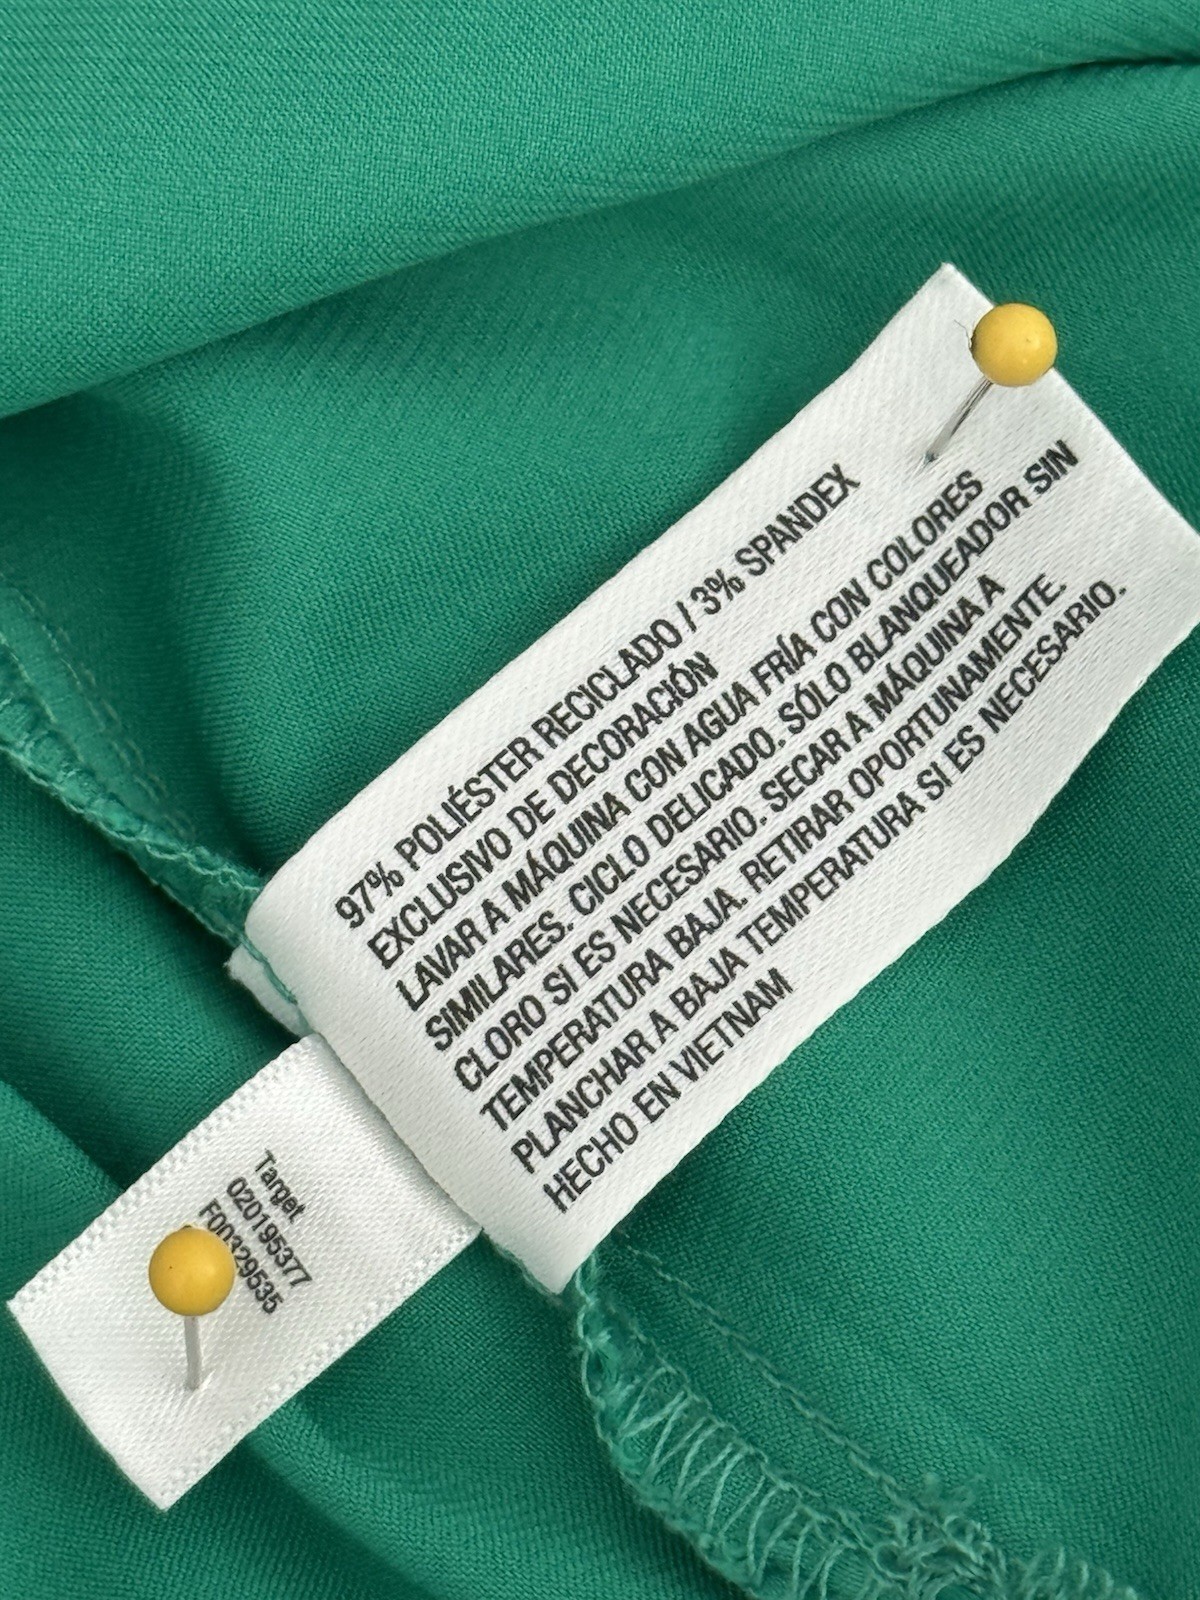 97% POLIÉSTER RECICLADO / 3% SPANDEX
EXCLUSIVO DE DECORACIÓN
LAVAR A MÁQUINA CON AGUA FRÍA CON COLORES
SIMILARES. CICLO DELICADO. SÓLO BLANQUEADOR SIN
CLORO SI ES NECESARIO. SECAR A MÁQUINA A
TEMPERATURA BAJA. RETIRAR OPORTUNAMENTE.
PLANCHAR A BAJA TEMPERATURA SI ES NECESARIO.
HECHO EN VIETNAM
Target
020195377
F00329535